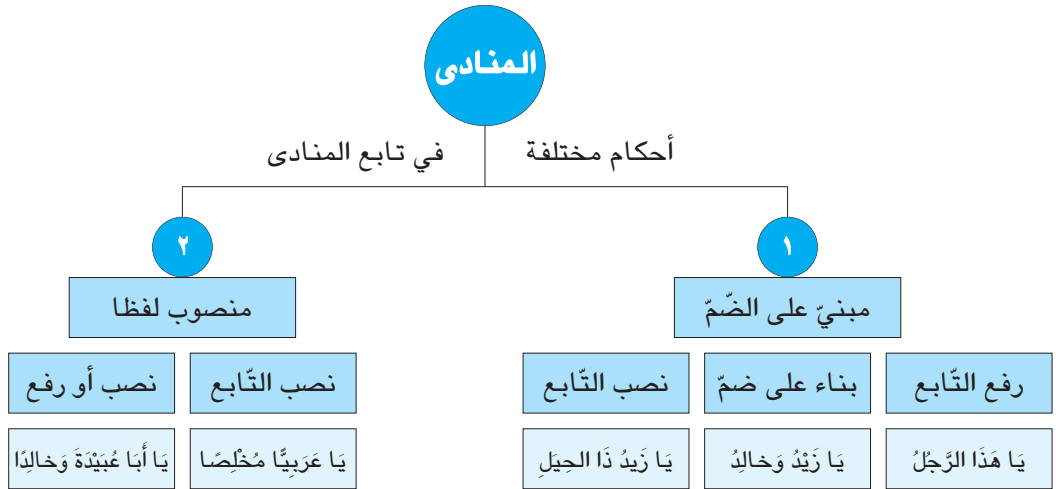 المنادى
أحكام مختلفة في تابع المنادى
١
٢
مبنيّ على الضّمّ
منصوب لفظا
رفع التّابع
بناء على ضمّ
نصب التّابع
نصب التّابع
نصب أو رفع
يَا هَذَا الرَّجُلُ
يَا زَيْدُ وَخالِدُ
يَا زَيدُ ذَا الحِيَلِ
يَا عَرَبِيًّا مُخْلِصًا
يَا أَبَا عُبَيْدَةَ وَخالِدًا